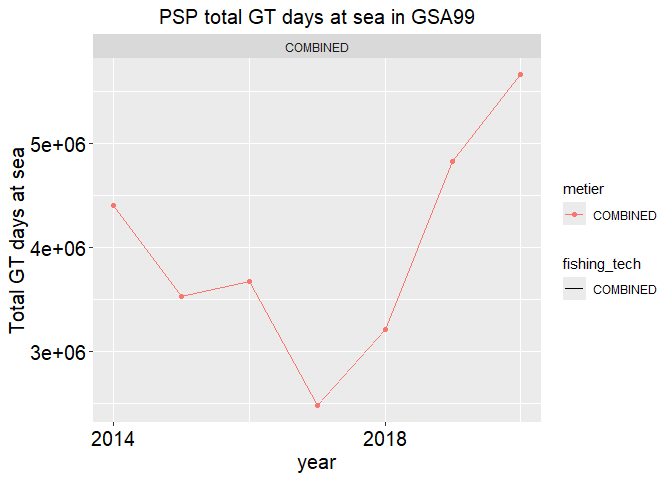 PSP total GT days at sea in GSA99
COMBINED
Total GT days at sea
5e+06
4e+06
3e+06
2014
2018
year
metier
COMBINED
fishing_tech
COMBINED